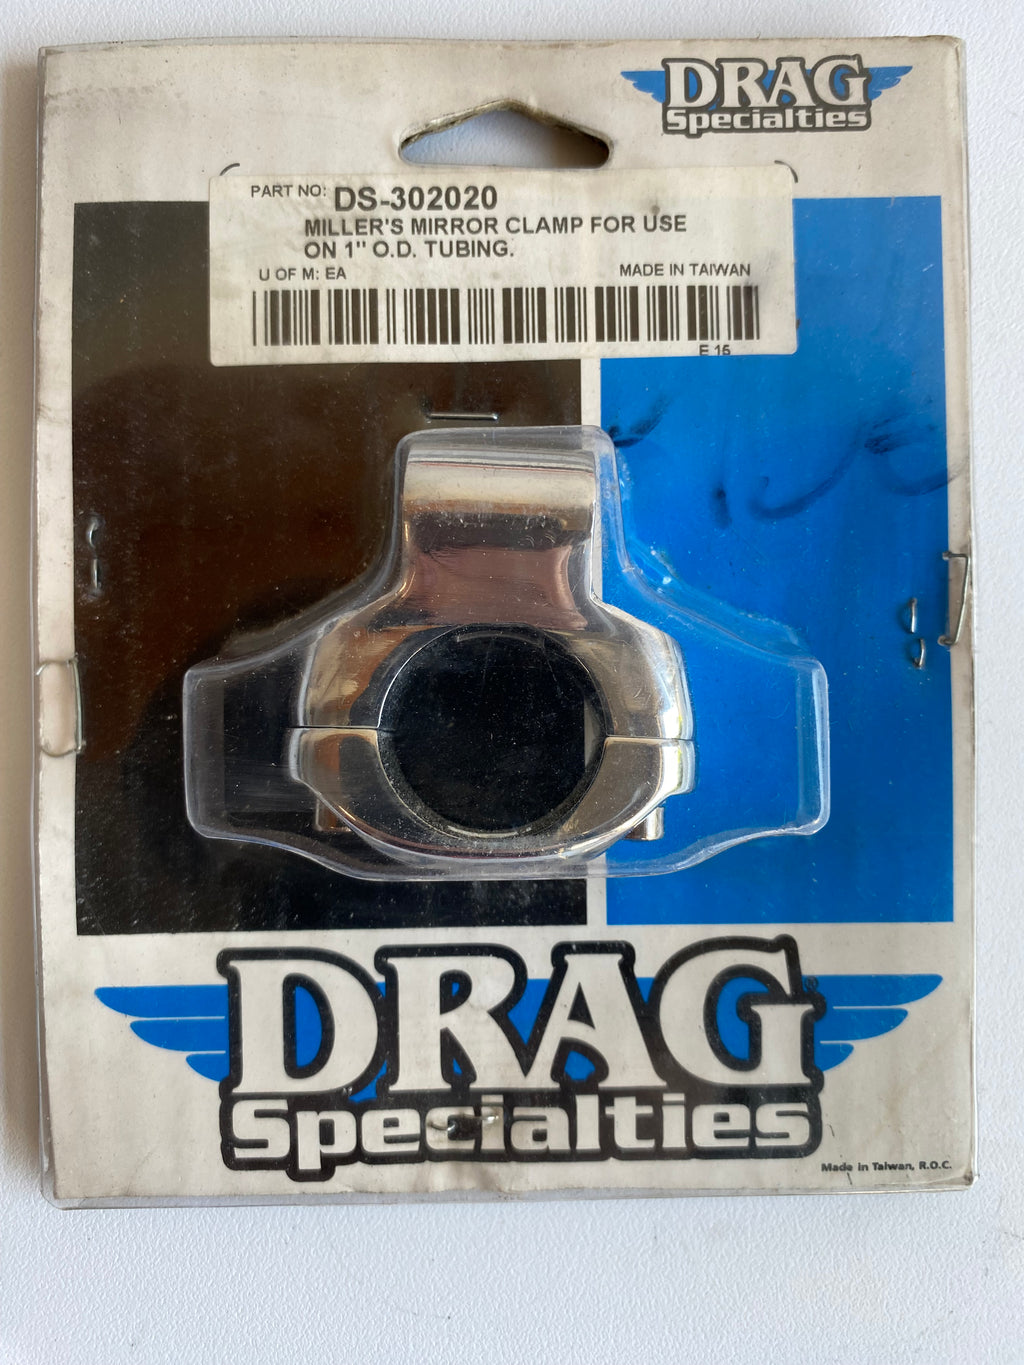 DRAG
Specialties
PART NO: DS-302020
MILLER'S MIRROR CLAMP FOR USE
ON 1" O.D. TUBING.
U OF M: EA MADE IN TAIWAN
E 15
DRAG®
Specialties
Made in Taiwan, R.O.C.